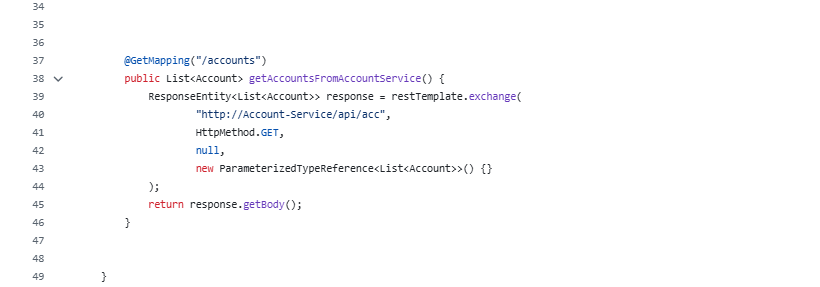 34
35
36
37 @GetMapping("/accounts")
38 public List<Account> getAccountsFromAccountService() {
39 ResponseEntity<List<Account>> response = restTemplate.exchange(
40 "http://Account-Service/api/acc",
41 HttpMethod.GET,
42 null,
43 new ParameterizedTypeReference<List<Account>>() {}
44 );
45 return response.getBody();
46 }
47
48
49 }